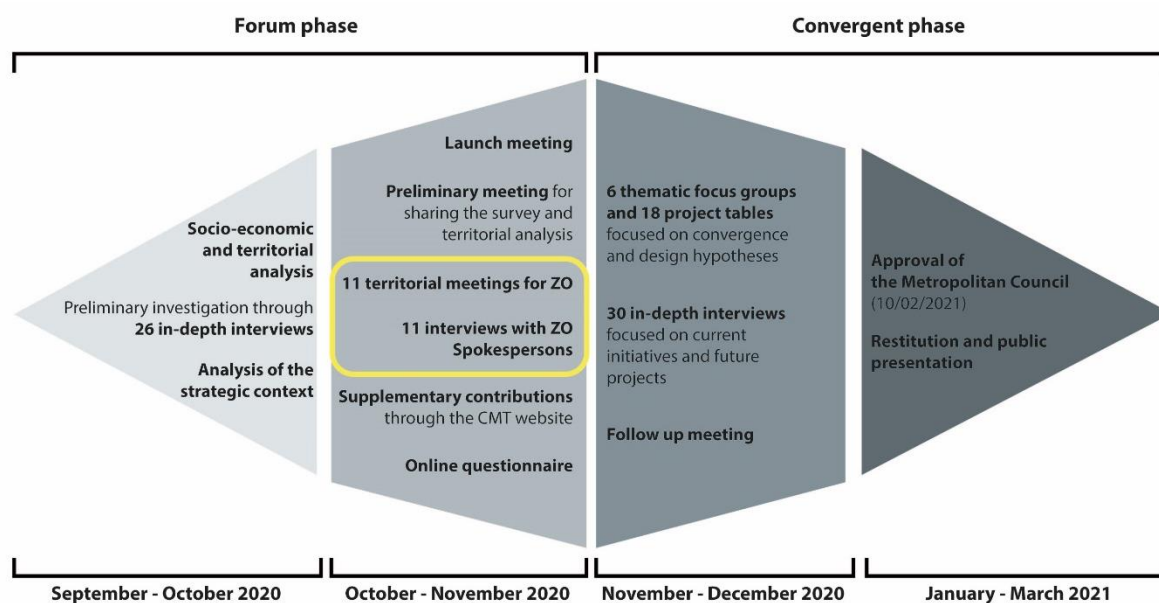 Forum phase
Convergent phase
Socio-economic
and territorial
analysis
Preliminary investigation through
26 in-depth interviews
Analysis of the
strategic context
Launch meeting
Preliminary meeting for
sharing the survey and
territorial analysis
11 territorial meetings for ZO
11 interviews with ZO
Spokespersons
Supplementary contributions
through the CMT website
Online questionnaire
6 thematic focus groups
and 18 project tables
focused on convergence
and design hypotheses
30 in-depth interviews
focused on current
initiatives and future
projects
Follow up meeting
Approval of
the Metropolitan Council
(10/02/2021)
Restitution and public
presentation
September - October 2020
October - November 2020
November - December 2020
January - March 2021